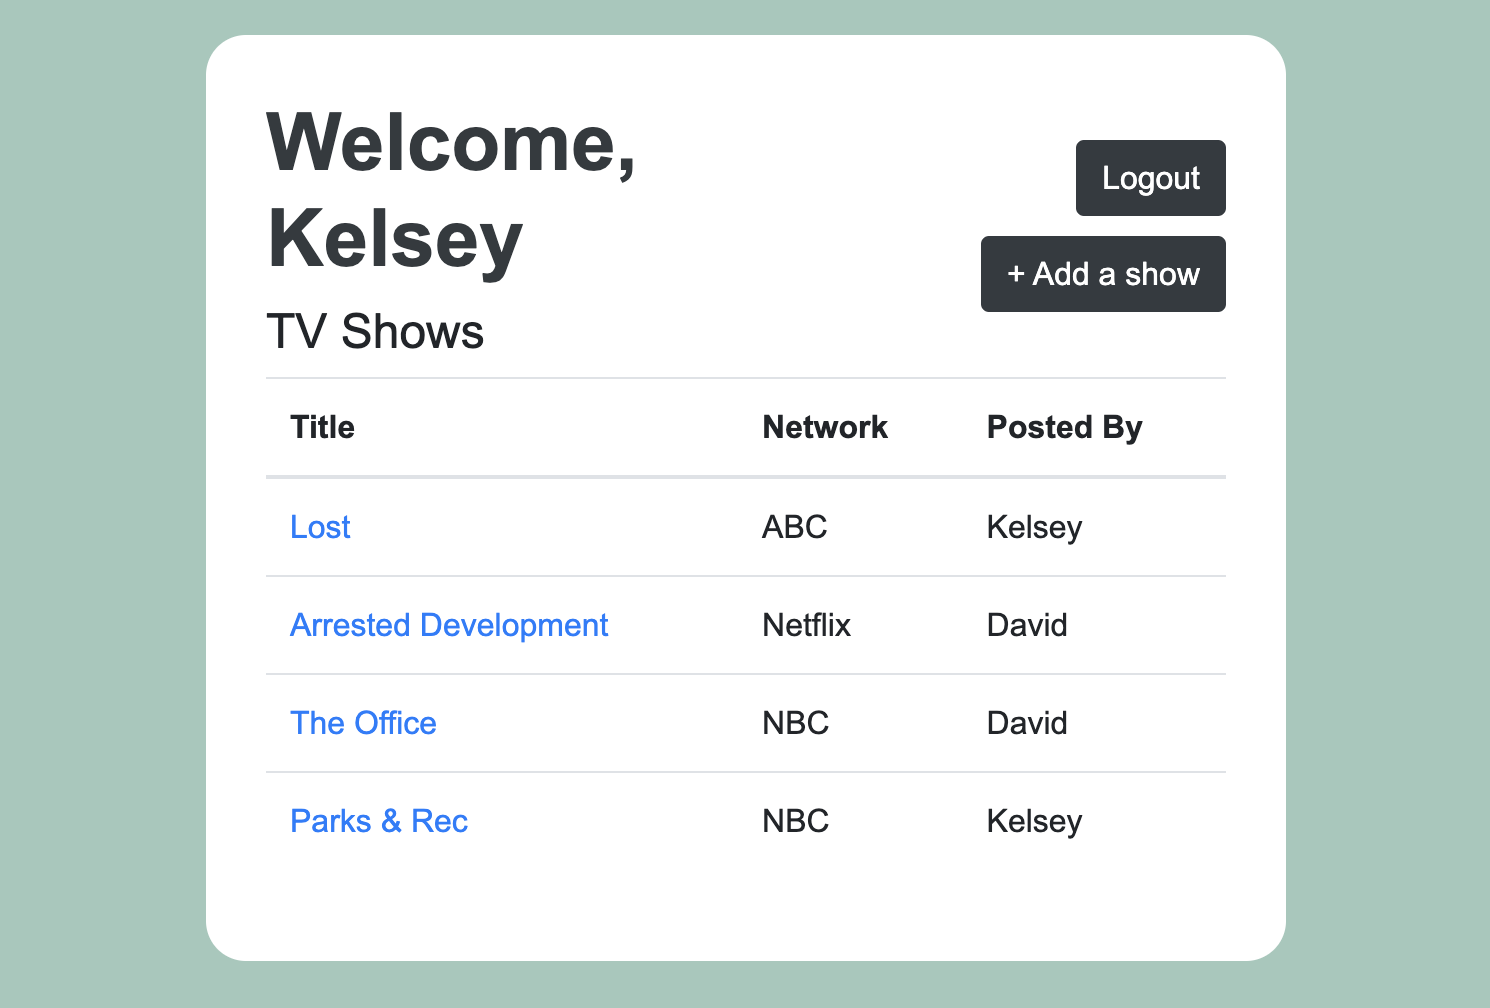 Welcome,
Kelsey
Logout
+ Add a show
TV Shows
Title Network Posted By
Lost ABC Kelsey
Arrested Development Netflix David
The Office NBC David
Parks & Rec NBC Kelsey